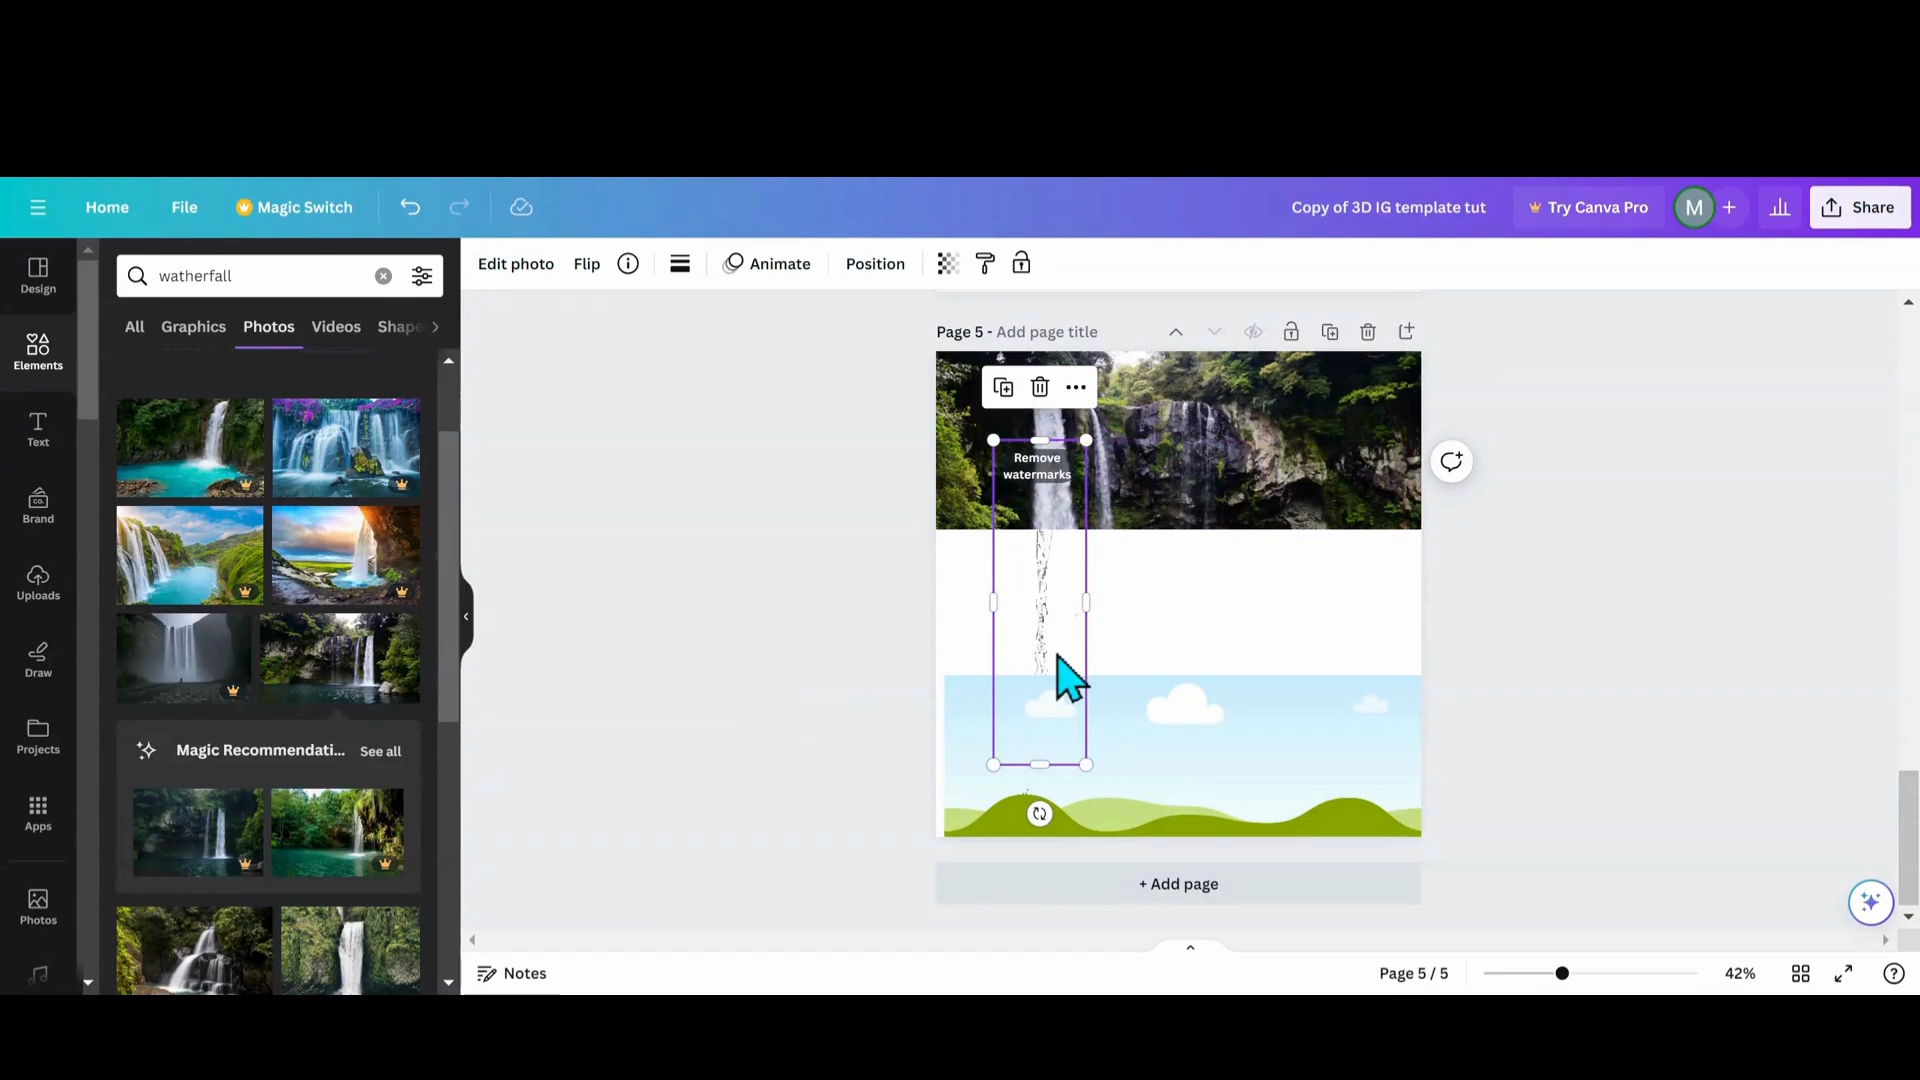 Home
File
Magic Switch
Copy of 3D IG template tut
Try Canva Pro
M
Share
Design
Elements
Text
Brand
Uploads
Draw
Projects
Apps
Photos
watherfall
All
Graphics
Photos
Videos
Shape
Magic Recommendati...
See all
Edit photo
Flip
Animate
Position
Page 5 - Add page title
Remove
watermarks
+ Add page
Notes
Page 5 / 5
42%